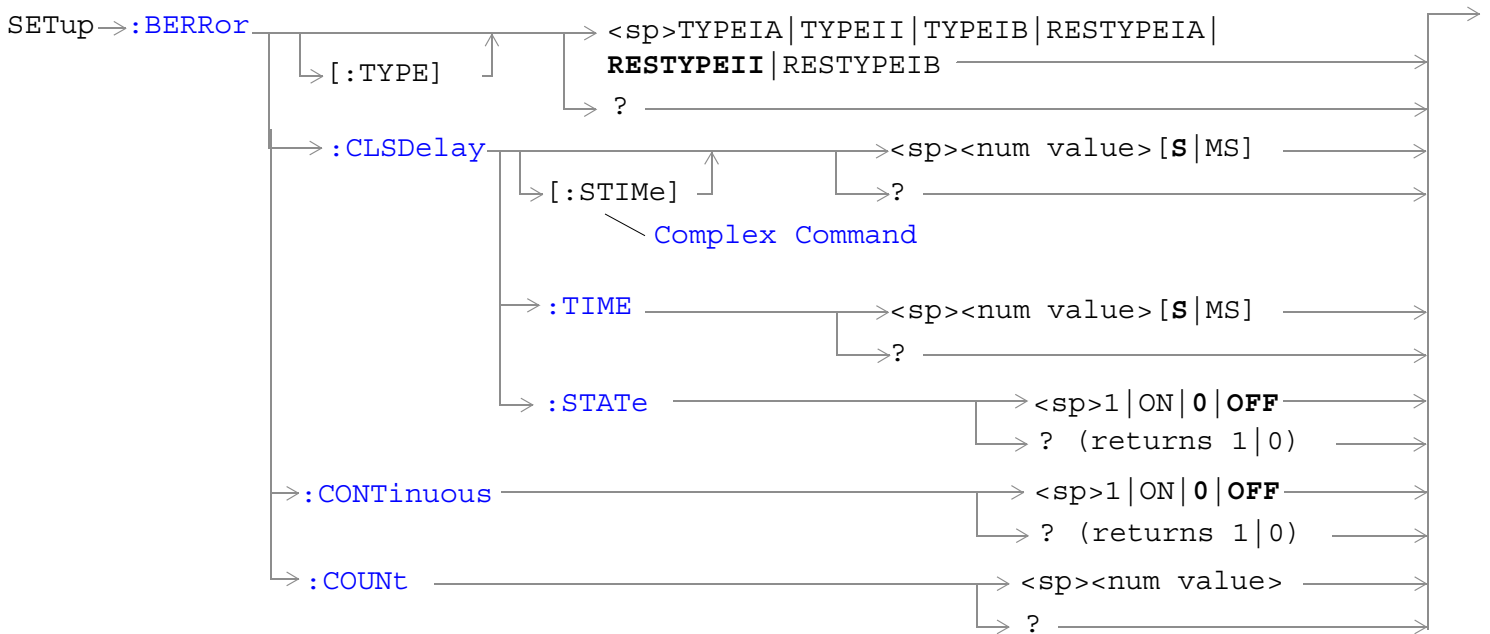 SETup :BERRor <sp>TYPEIA|TYPEII|TYPEIB|RESTYPEIA|
[:TYPE] RESTYPEII|RESTYPEIB
?
:CLSDelay <sp><num value>[S|MS]
[:STIMe] ?
Complex Command
:TIME <sp><num value>[S|MS]
?
:STATe <sp>1|ON|0|OFF
? (returns 1|0)
:CONTinuous <sp>1|ON|0|OFF
? (returns 1|0)
:COUNt <sp><num value>
?